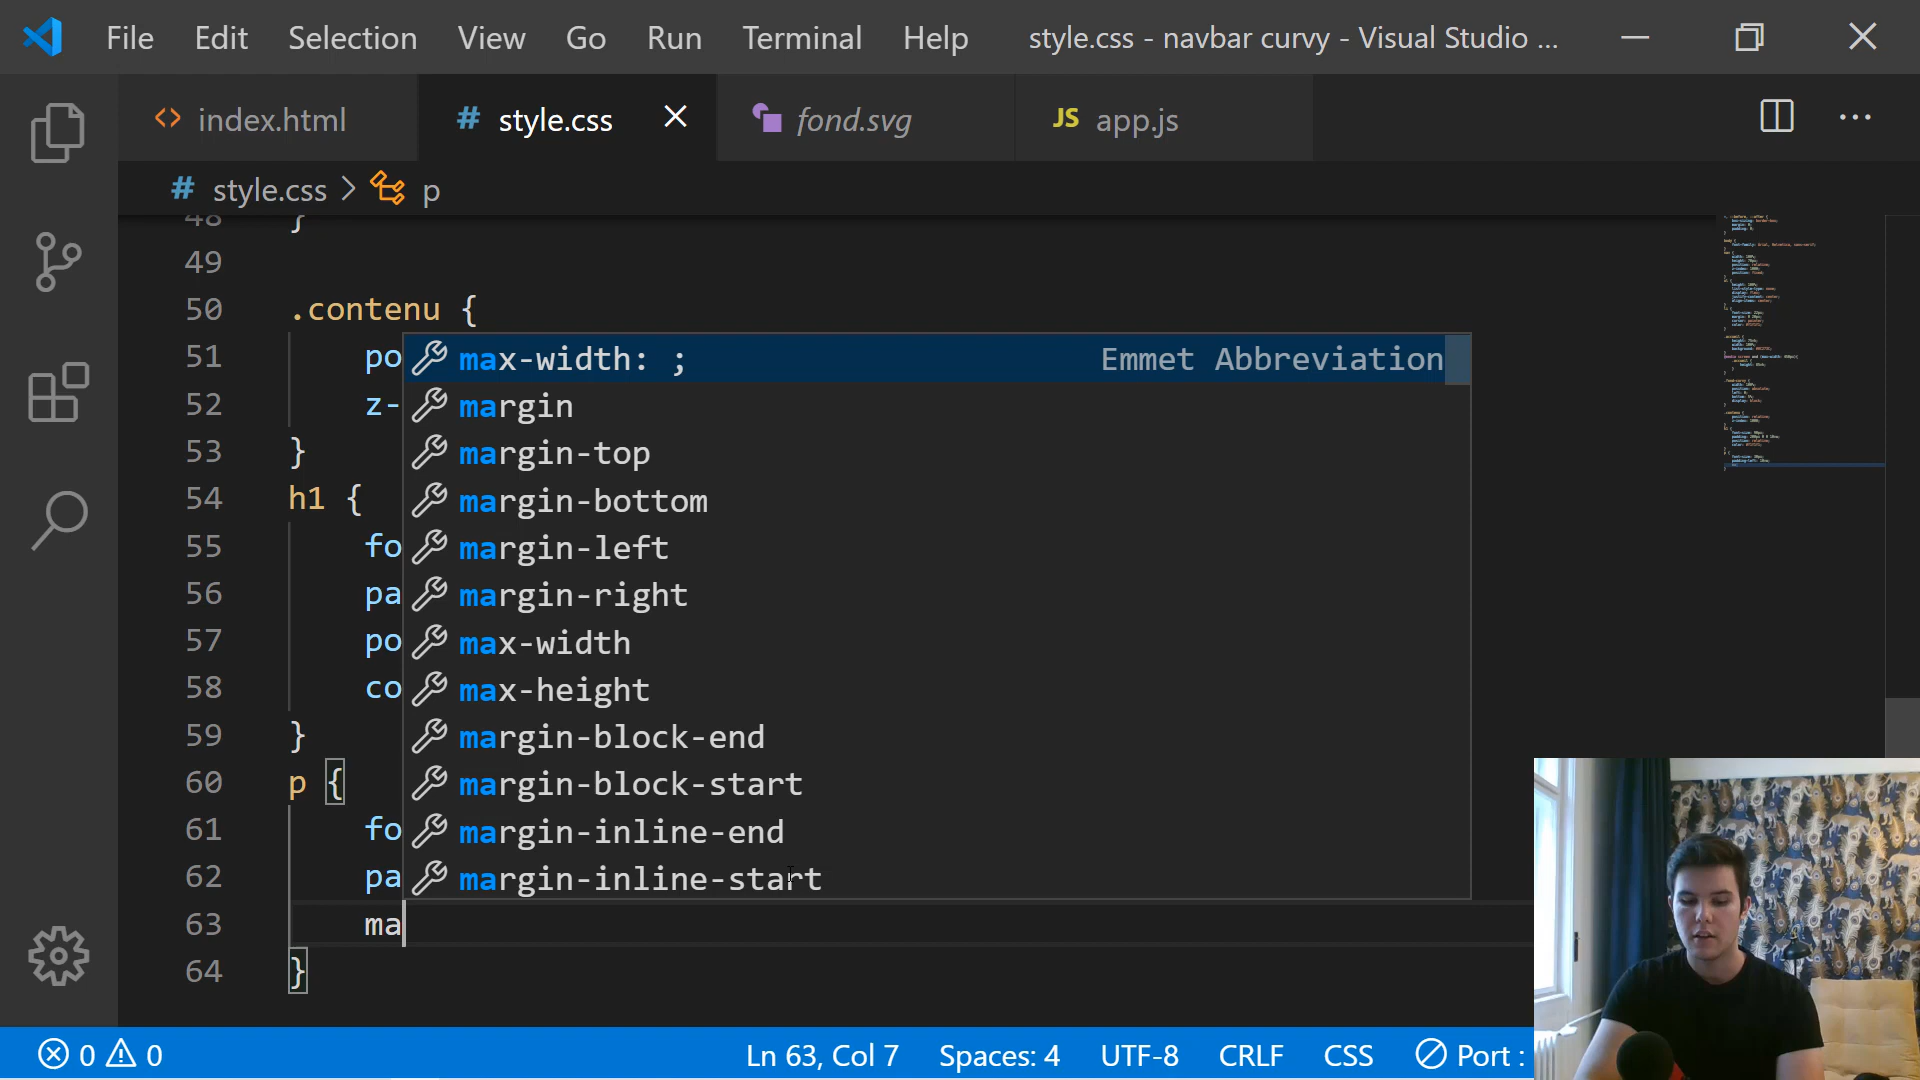 File Edit Selection View Go Run Terminal Help style.css - navbar curvy - Visual Studio ...
<> index.html # style.css fond.svg JS app.js ...
# style.css > p
48 }
49
50 .contenu {
51 po
52 z-
53 }
54 h1 {
55 fo
56 pa
57 po
58 co
59 }
60 p {
61 fo
62 pa
63 ma
64 }
max-width: ; Emmet Abbreviation
margin
margin-top
margin-bottom
margin-left
margin-right
max-width
max-height
margin-block-end
margin-block-start
margin-inline-end
margin-inline-start
0 0 Ln 63, Col 7 Spaces: 4 UTF-8 CRLF CSS Port :